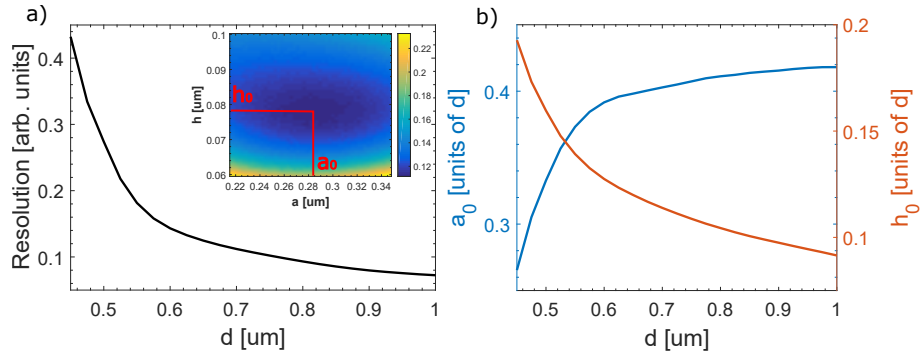 a)
Resolution [arb. units]
0.4
0.3
0.2
0.1
0.5 0.6 0.7 0.8 0.9 1
d [um]
h [um]
0.1
0.09
0.08
0.07
0.06
0.22 0.24 0.26 0.28 0.3 0.32 0.34
a [um]
h₀
a₀
0.22
0.2
0.18
0.16
0.14
0.12
b)
a₀ [units of d]
0.4
0.3
0.5 0.6 0.7 0.8 0.9 1
d [um]
0.2
0.15
0.1
h₀ [units of d]